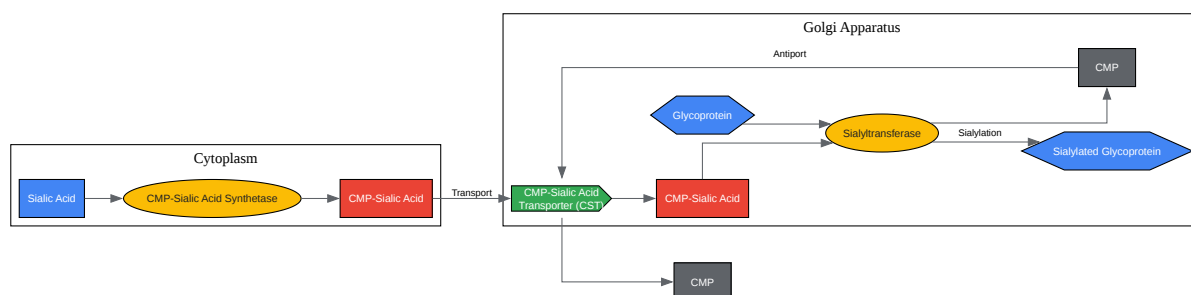 Golgi Apparatus
Antiport
CMP
Glycoprotein
Sialyltransferase
Sialylation
Sialylated Glycoprotein
Cytoplasm
Sialic Acid
CMP-Sialic Acid Synthetase
CMP-Sialic Acid
Transport
CMP-Sialic Acid
Transporter (CST)
CMP-Sialic Acid
CMP